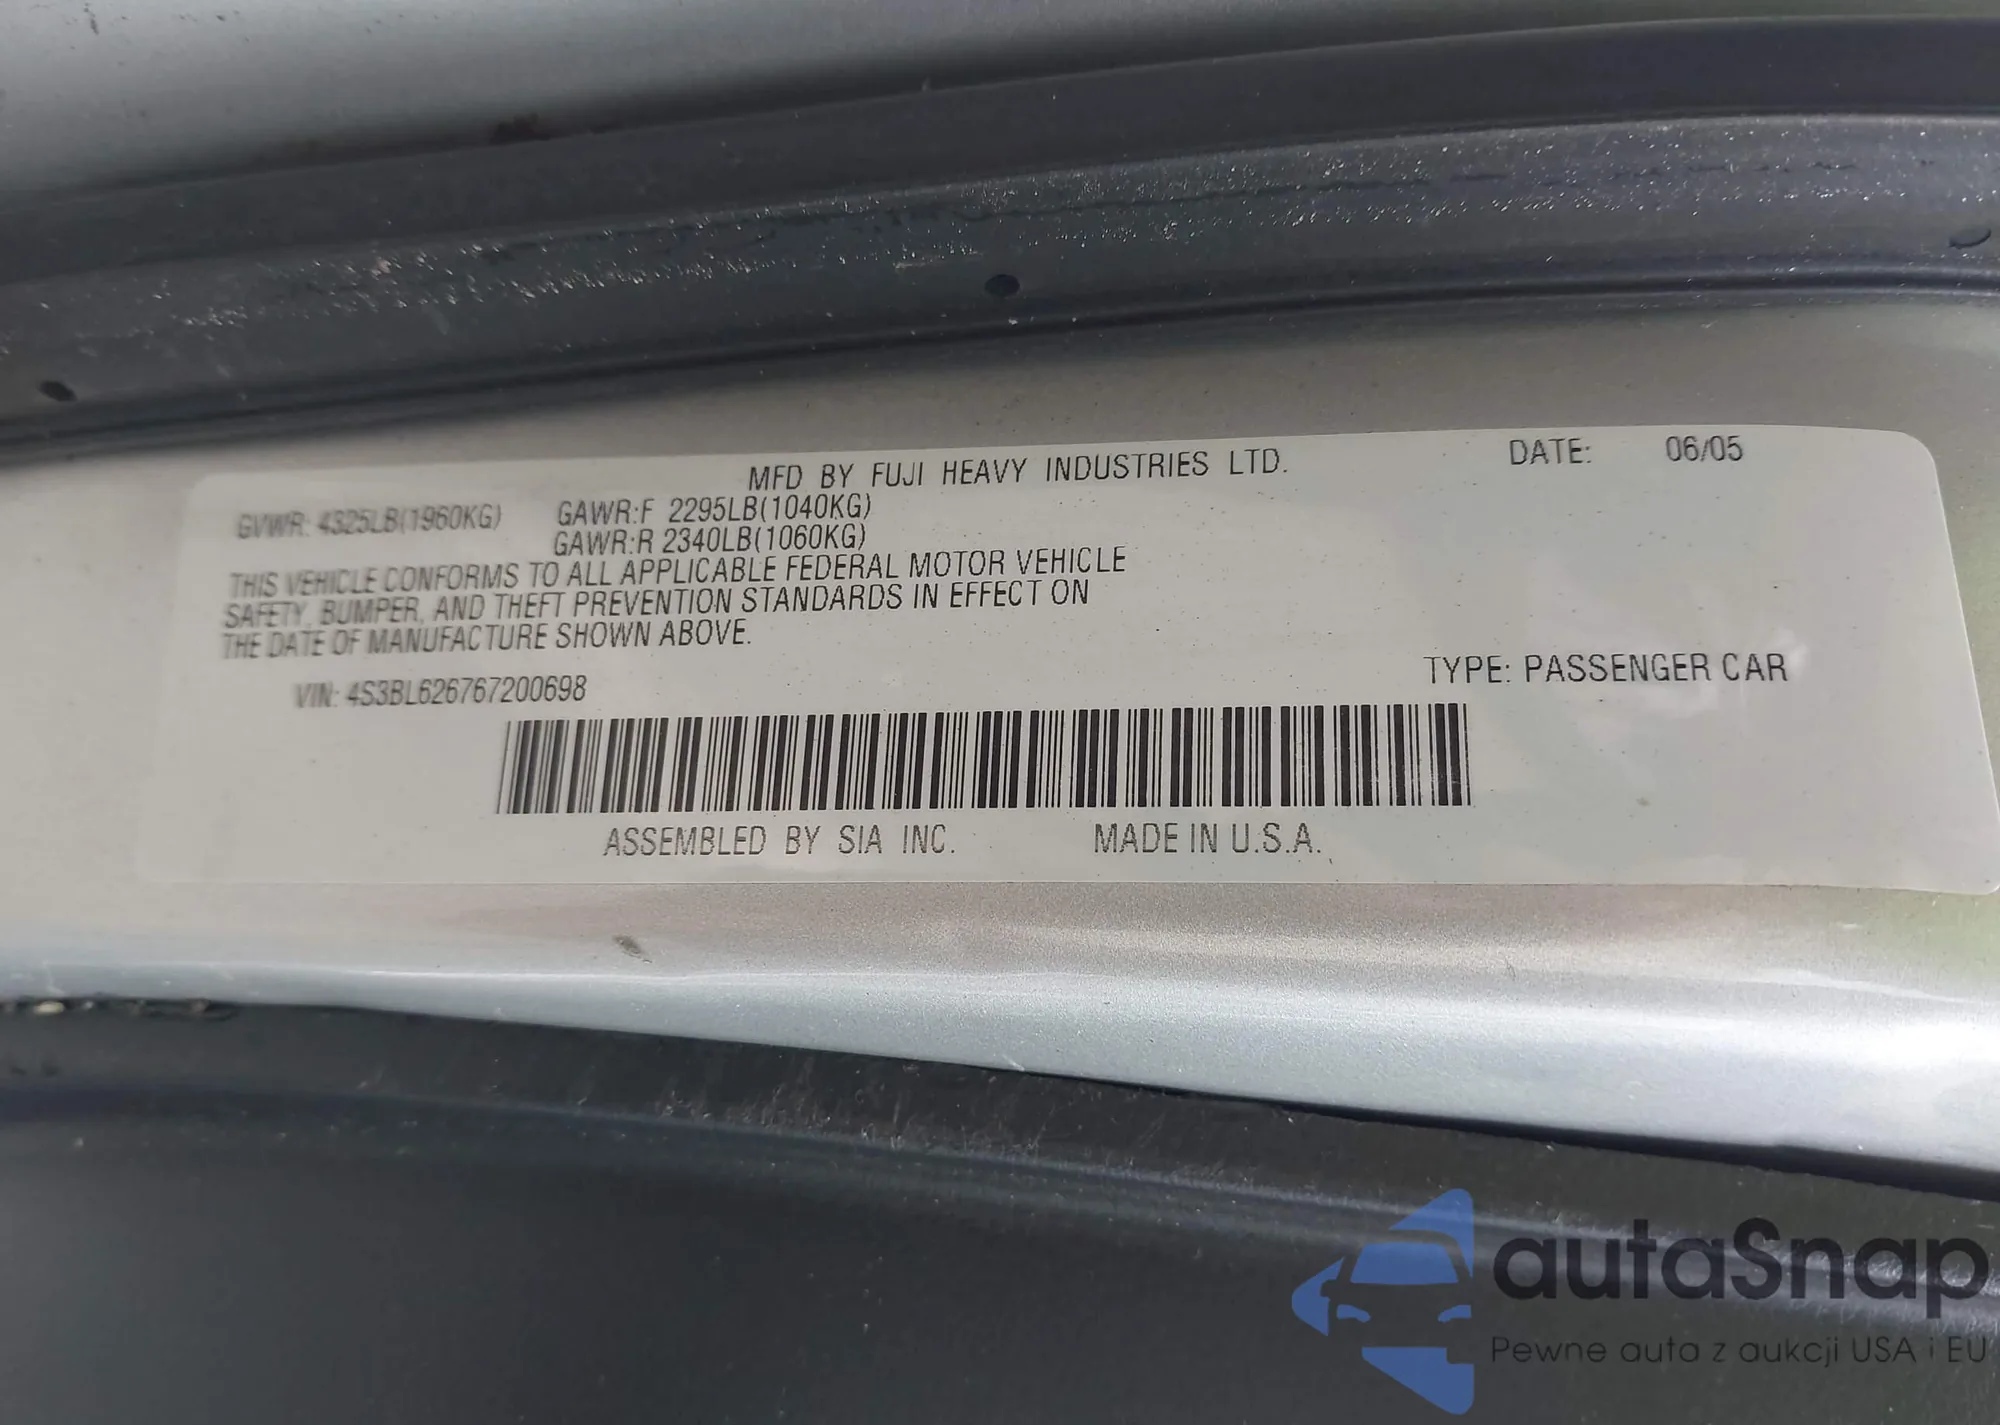 MFD BY FUJI HEAVY INDUSTRIES LTD. DATE: 06/05
GVWR: 4325LB(1960KG) GAWR:F 2295LB(1040KG)
GAWR:R 2340LB(1060KG)
THIS VEHICLE CONFORMS TO ALL APPLICABLE FEDERAL MOTOR VEHICLE
SAFETY, BUMPER, AND THEFT PREVENTION STANDARDS IN EFFECT ON
THE DATE OF MANUFACTURE SHOWN ABOVE.
VIN: 4S3BL626767200698 TYPE: PASSENGER CAR
ASSEMBLED BY SIA INC. MADE IN U.S.A.
autaSnap
Pewne auta z aukcji USA i EU